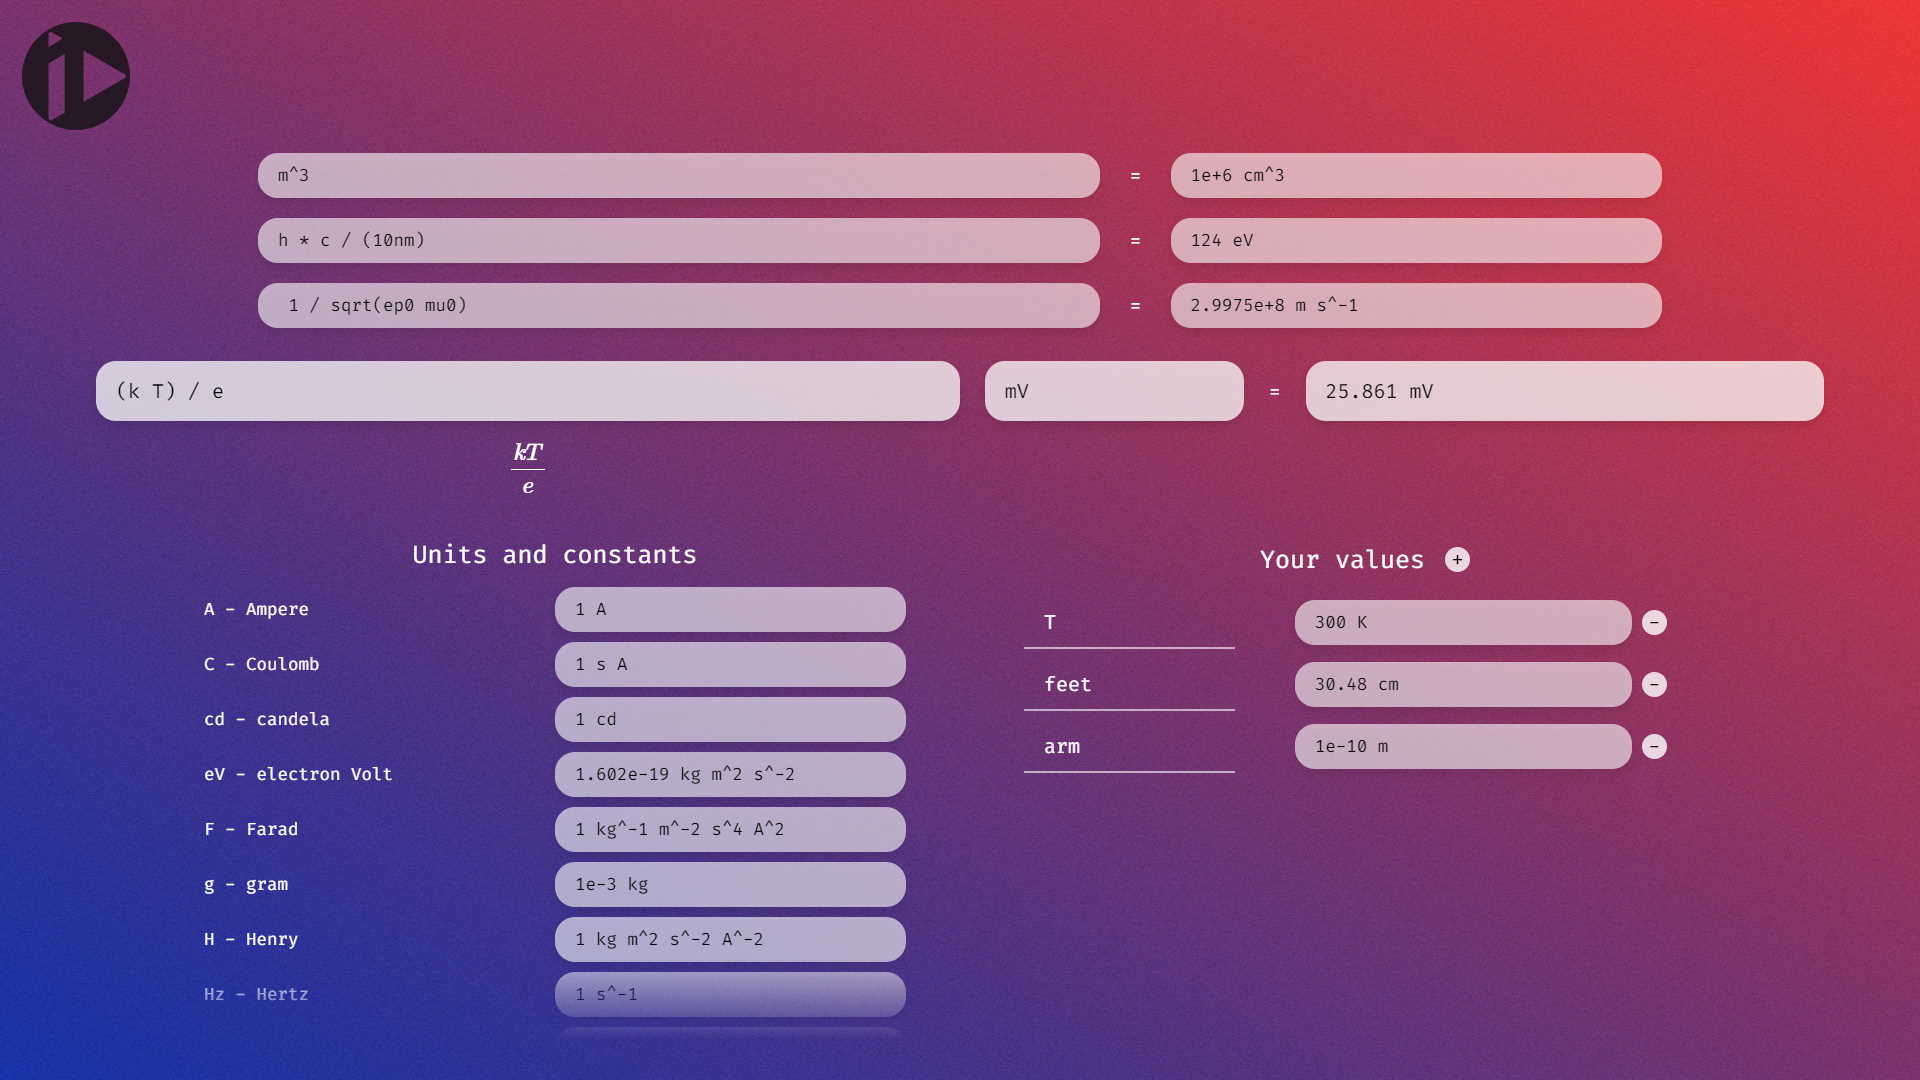 m^3 = 1e+6 cm^3
h * c / (10nm) = 124 eV
1 / sqrt(ep0 mu0) = 2.9975e+8 m s^-1
(k T) / e mV = 25.861 mV
kT
e
Units and constants
A - Ampere 1 A
C - Coulomb 1 s A
cd - candela 1 cd
eV - electron Volt 1.602e-19 kg m^2 s^-2
F - Farad 1 kg^-1 m^-2 s^4 A^2
g - gram 1e-3 kg
H - Henry 1 kg m^2 s^-2 A^-2
Hz - Hertz 1 s^-1
Your values +
T 300 K -
feet 30.48 cm -
arm 1e-10 m -